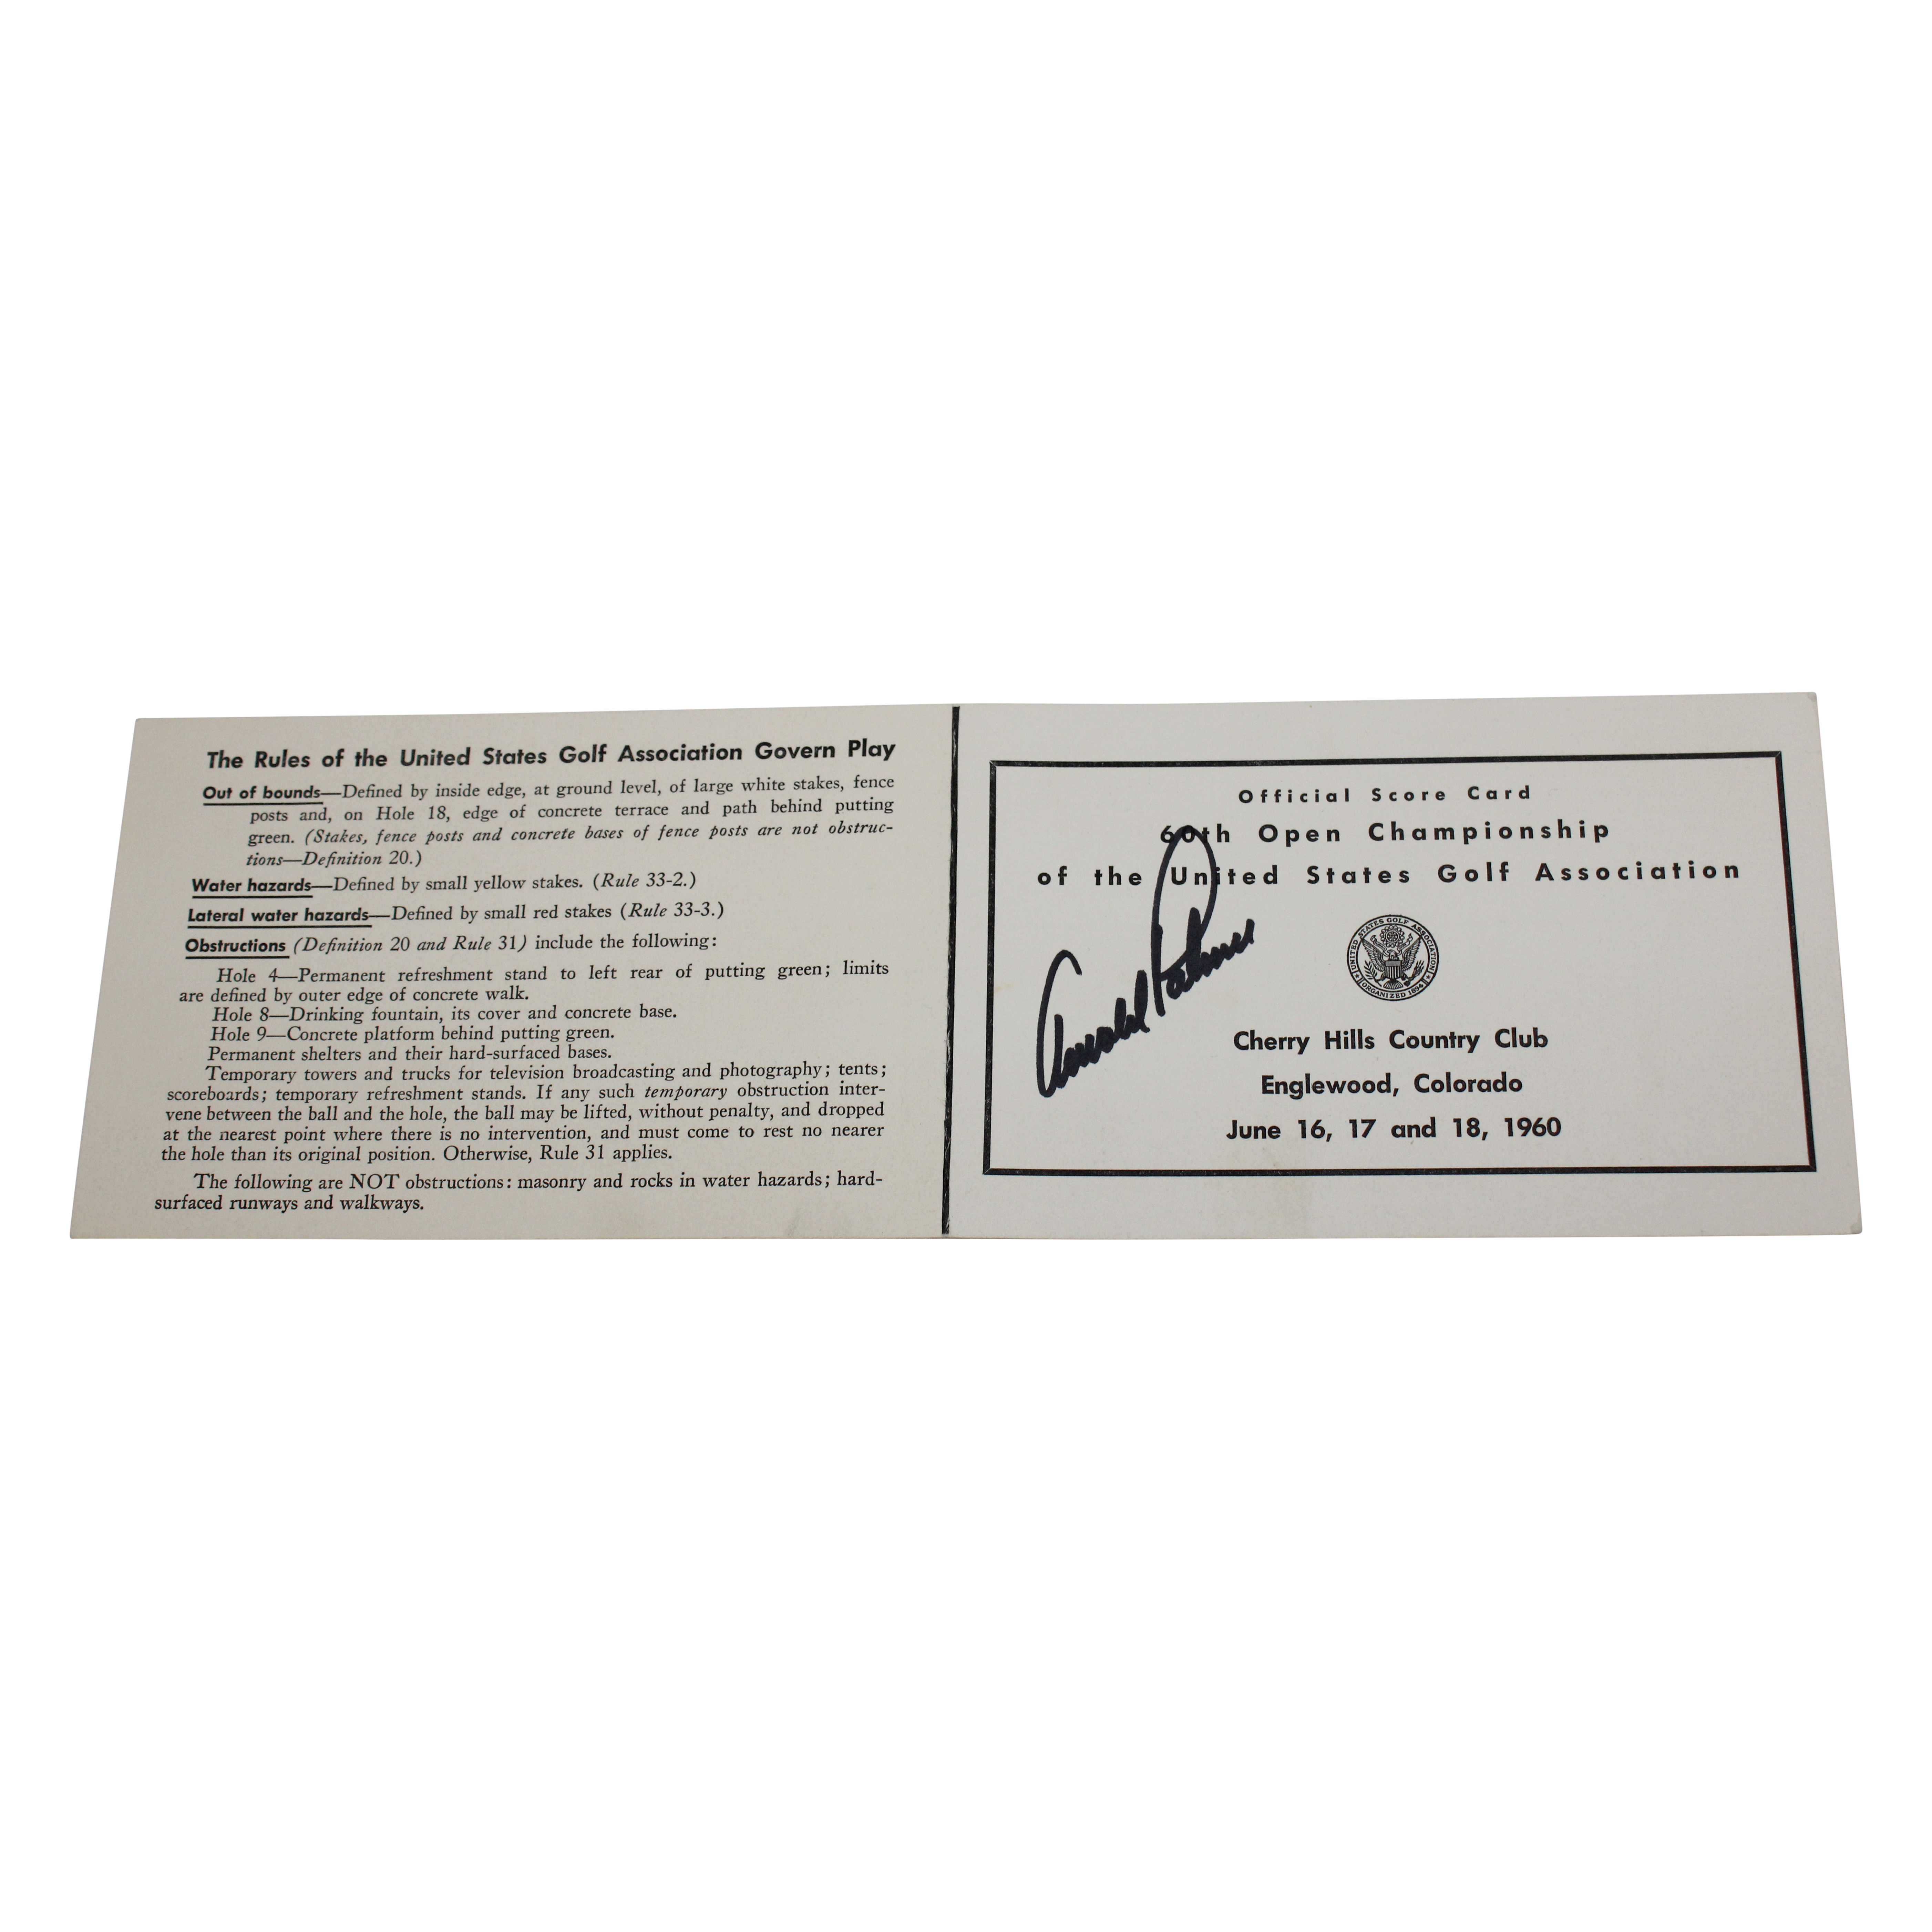 The Rules of the United States Golf Association Govern Play
Out of bounds—Defined by inside edge, at ground level, of large white stakes, fence
posts and, on Hole 18, edge of concrete terrace and path behind putting
green. (Stakes, fence posts and concrete bases of fence posts are not obstruc-
tions—Definition 20.)
Water hazards—Defined by small yellow stakes. (Rule 33-2.)
Lateral water hazards—Defined by small red stakes (Rule 33-3.)
Obstructions (Definition 20 and Rule 31) include the following:
Hole 4—Permanent refreshment stand to left rear of putting green; limits
are defined by outer edge of concrete walk.
Hole 8—Drinking fountain, its cover and concrete base.
Hole 9—Concrete platform behind putting green.
Permanent shelters and their hard-surfaced bases.
Temporary towers and trucks for television broadcasting and photography; tents;
scoreboards; temporary refreshment stands. If any such temporary obstruction inter-
vene between the ball and the hole, the ball may be lifted, without penalty, and dropped
at the nearest point where there is no intervention, and must come to rest no nearer
the hole than its original position. Otherwise, Rule 31 applies.
The following are NOT obstructions: masonry and rocks in water hazards; hard-
surfaced runways and walkways.
Official Score Card
60th Open Championship
of the United States Golf Association
UNITED STATES GOLF ASSOCIATION
ORGANIZED 1894
Arnold Palmer
Cherry Hills Country Club
Englewood, Colorado
June 16, 17 and 18, 1960